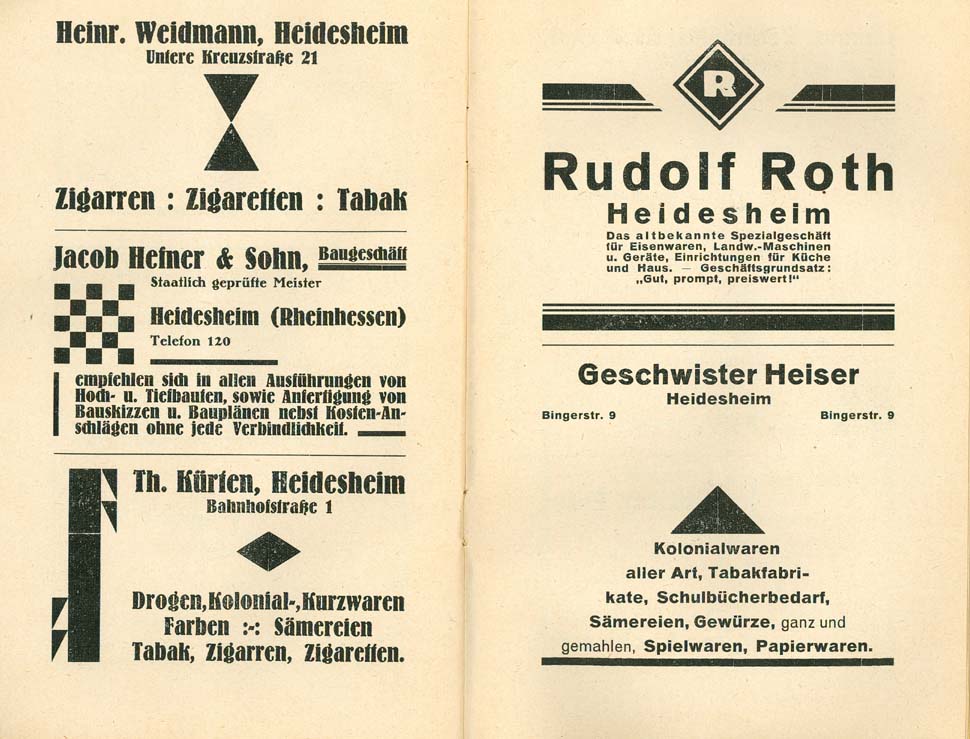 Heinr. Weidmann, Heidesheim
Untere Kreuzstraße 21
Zigarren : Zigaretten : Tabak
Jacob Hefner & Sohn, Baugeschäft
Staatlich geprüfte Meister
Heidesheim (Rheinhessen)
Telefon 120
empfehlen sich in allen Ausführungen von
Hoch- u. Tiefbauten, sowie Anfertigung von
Bauskizzen u. Bauplänen nebst Kosten-An-
schlägen ohne jede Verbindlichkeit.
Th. Kürten, Heidesheim
Bahnhofstraße 1
Drogen, Kolonial-, Kurzwaren
Farben :-: Sämereien
Tabak, Zigarren, Zigaretten.
R
Rudolf Roth
Heidesheim
Das altbekannte Spezialgeschäft
für Eisenwaren, Landw.-Maschinen
u. Geräte, Einrichtungen für Küche
und Haus. — Geschäftsgrundsatz:
„Gut, prompt, preiswert!“
Geschwister Heiser
Heidesheim
Bingerstr. 9 Bingerstr. 9
Kolonialwaren
aller Art, Tabakfabri-
kate, Schulbücherbedarf,
Sämereien, Gewürze, ganz und
gemahlen, Spielwaren, Papierwaren.